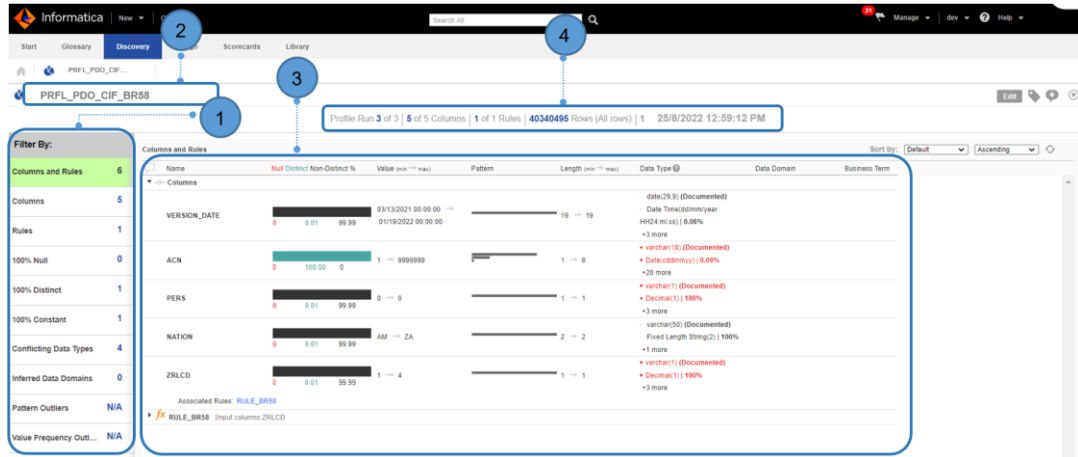 Informatica New Search All 21 Manage dev Help
2
4
Start Glossary Discovery Scorecards Library
3
PRFL_PDO_CIF...
PRFL_PDO_CIF_BR58 Edit
1
Profile Run 3 of 3 | 5 of 5 Columns | 1 of 1 Rules | 40340495 Rows (All rows) | 1 25/8/2022 12:59:12 PM
Filter By:
Columns and Rules 6
Columns 5
Rules 1
100% Null 0
100% Distinct 1
100% Constant 1
Conflicting Data Types 4
Inferred Data Domains 0
Pattern Outliers N/A
Value Frequency Outl... N/A
Columns and Rules Sort by: Default Ascending
Name Null Distinct Non-Distinct % Value (min → max) Pattern Length (min → max) Data Type Data Domain Business Term
Columns
VERSION_DATE 0 0.01 99.99 03/13/2021 00:00:00 → 19 → 19 date(29,9) (Documented)
01/19/2022 00:00:00 Date Time(dd/mm/year
HH24:mi:ss) | 0.06%
+3 more
ACN 0 100.00 0 1 → 9999999 1 → 8 varchar(18) (Documented)
Date(cddmmyy) | 0.09%
+20 more
PERS 0 0.01 99.99 0 → 0 1 → 1 varchar(1) (Documented)
Decimal(1) | 100%
+3 more
NATION 0 0.01 99.99 AM → ZA 2 → 2 varchar(50) (Documented)
Fixed Length String(2) | 100%
+1 more
ZRLCD 0 0.01 99.99 1 → 4 1 → 1 varchar(1) (Documented)
Decimal(1) | 100%
+3 more
Associated Rules: RULE_BR58
fx RULE_BR58 |Input columns:ZRLCD